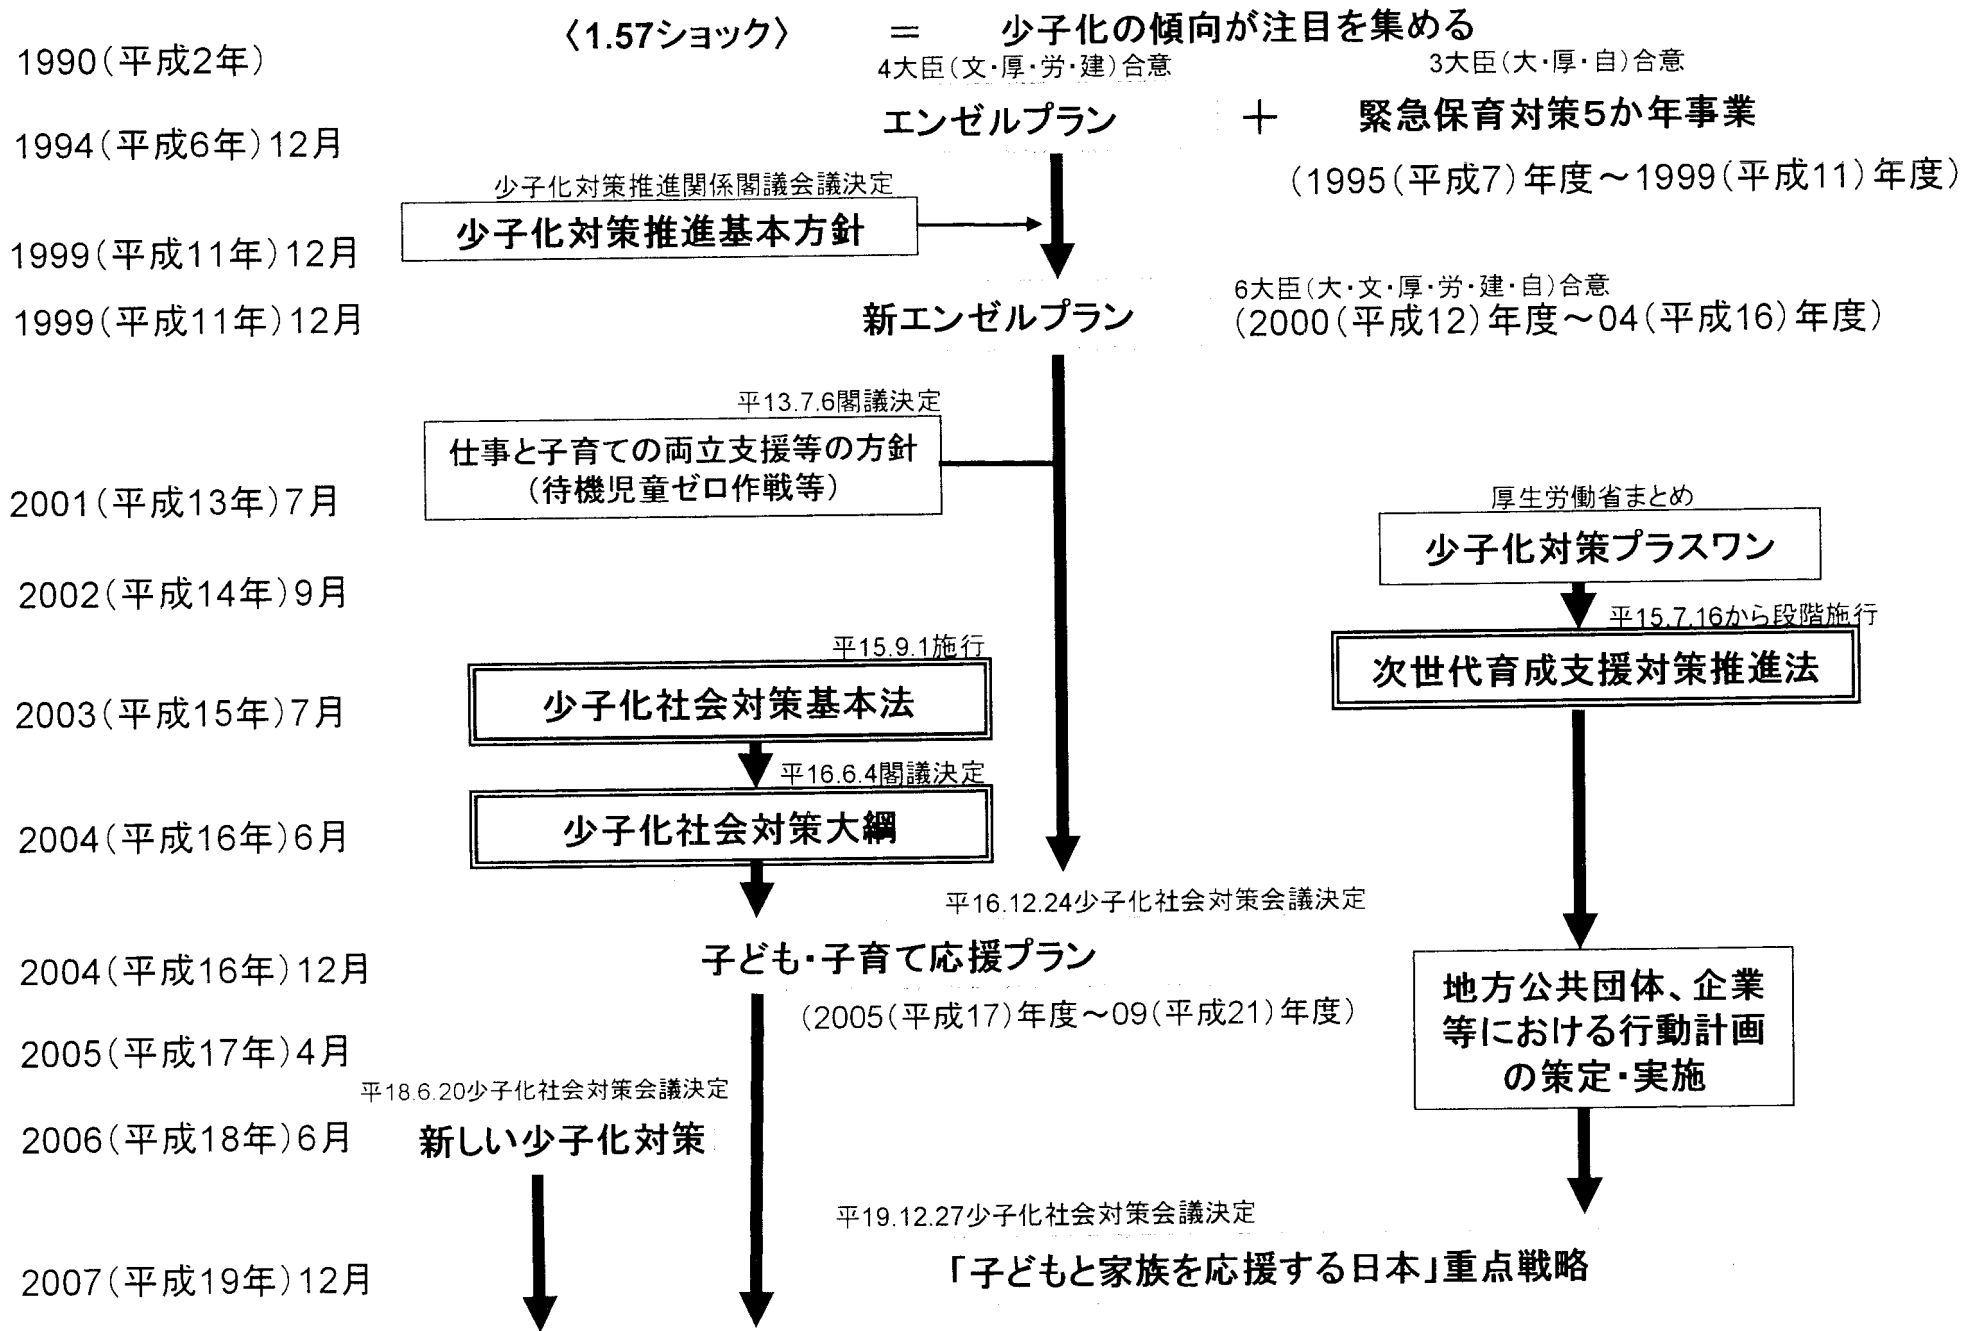 〈1.57ショック〉 ＝ 少子化の傾向が注目を集める
1990(平成2年)
4大臣(文・厚・労・建)合意 3大臣(大・厚・自)合意
エンゼルプラン ＋ 緊急保育対策5か年事業
1994(平成6年)12月
(1995(平成7)年度～1999(平成11)年度)
少子化対策推進関係閣議会議決定
少子化対策推進基本方針
1999(平成11年)12月
6大臣(大・文・厚・労・建・自)合意
1999(平成11年)12月 新エンゼルプラン (2000(平成12)年度～04(平成16)年度)
平13.7.6閣議決定
仕事と子育ての両立支援等の方針
(待機児童ゼロ作戦等)
2001(平成13年)7月
厚生労働省まとめ
少子化対策プラスワン
2002(平成14年)9月
平15.7.16から段階施行
次世代育成支援対策推進法
平15.9.1施行
少子化社会対策基本法
2003(平成15年)7月
平16.6.4閣議決定
少子化社会対策大綱
2004(平成16年)6月
平16.12.24少子化社会対策会議決定
子ども・子育て応援プラン
2004(平成16年)12月
(2005(平成17)年度～09(平成21)年度)
地方公共団体、企業
等における行動計画
の策定・実施
2005(平成17年)4月
平18.6.20少子化社会対策会議決定
2006(平成18年)6月 新しい少子化対策
平19.12.27少子化社会対策会議決定
「子どもと家族を応援する日本」重点戦略
2007(平成19年)12月